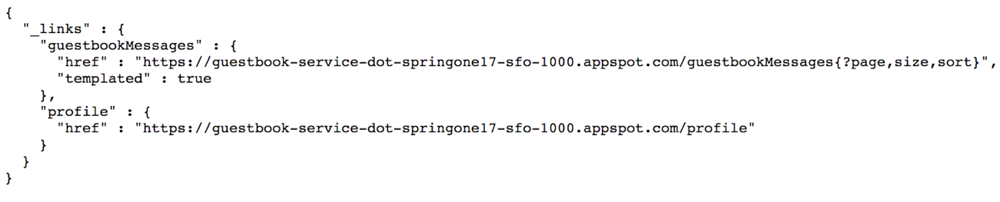 {
  "_links" : {
    "guestbookMessages" : {
      "href" : "https://guestbook-service-dot-springone17-sfo-1000.appspot.com/guestbookMessages{?page,size,sort}",
      "templated" : true
    },
    "profile" : {
      "href" : "https://guestbook-service-dot-springone17-sfo-1000.appspot.com/profile"
    }
  }
}